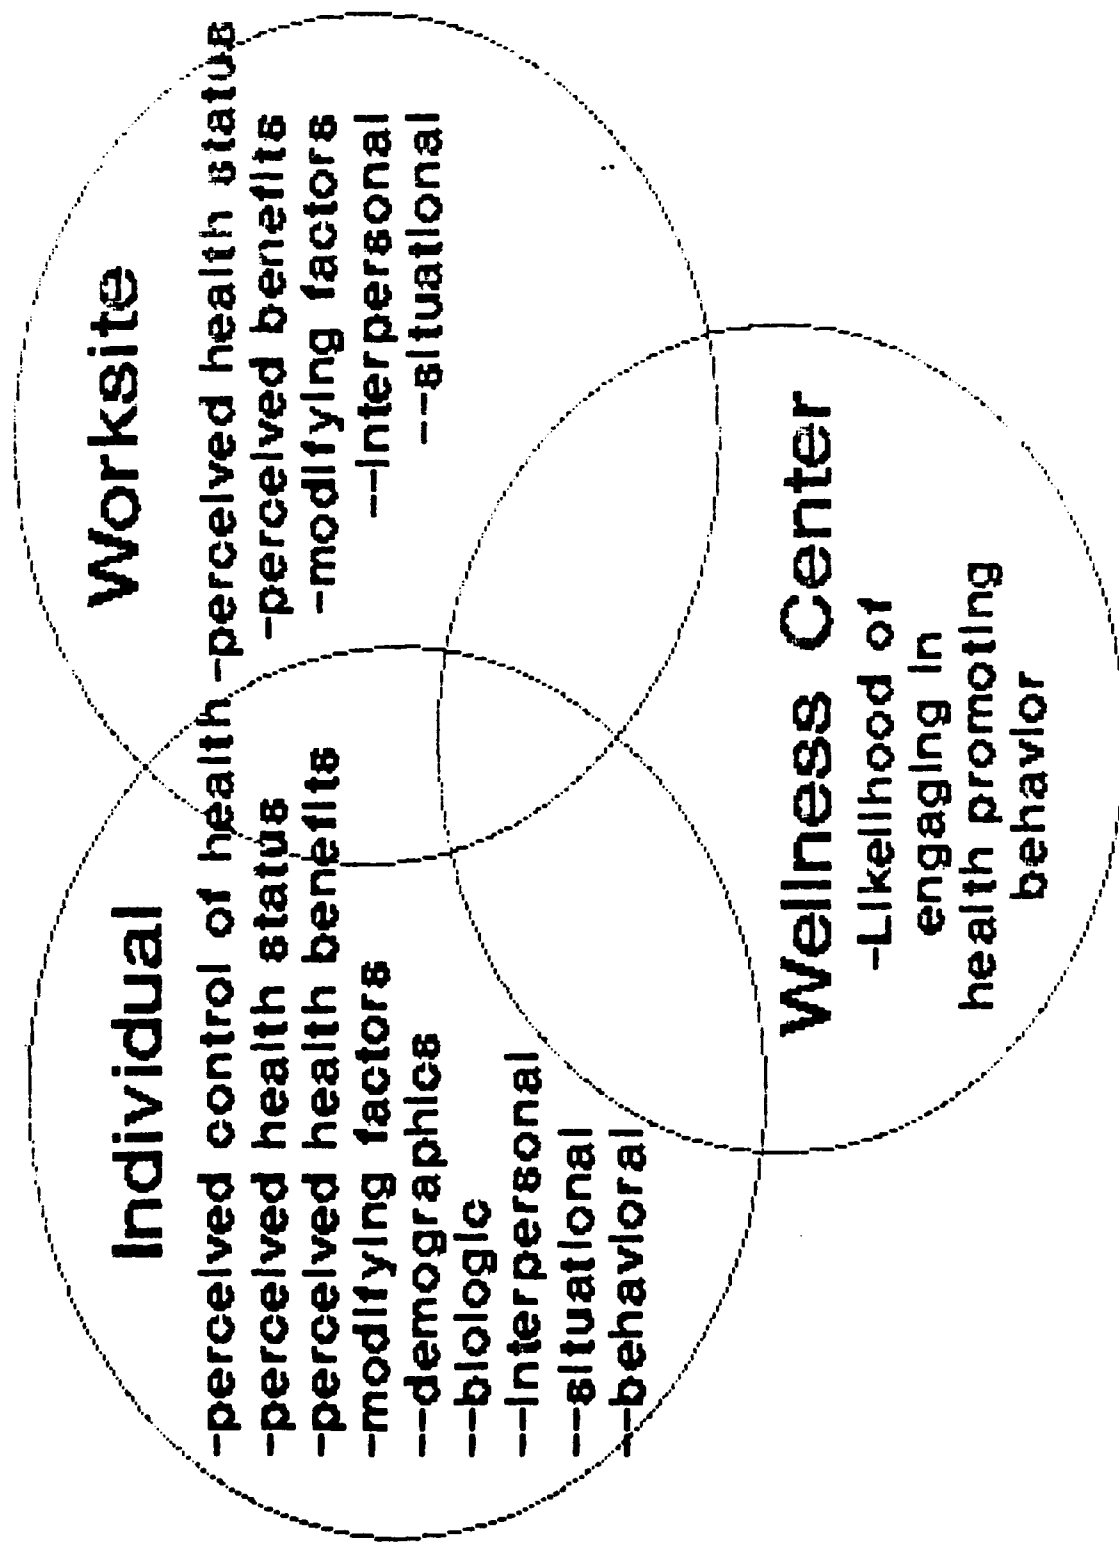 Individual
-perceived control of health
-perceived health status
-perceived health benefits
-modifying factors
--demographics
--biologic
--interpersonal
--situational
--behavioral
Worksite
-perceived health status
-perceived benefits
-modifying factors
--interpersonal
--situational
Wellness Center
-Likelihood of
engaging in
health promoting
behavior